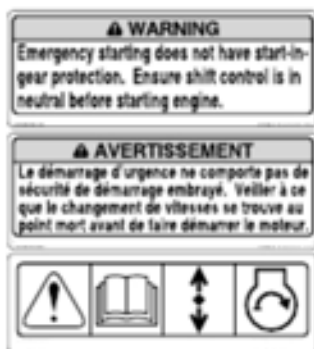 WARNING
Emergency starting does not have start-in-
gear protection. Ensure shift control is in
neutral before starting engine.
AVERTISSEMENT
Le démarrage d'urgence ne comporte pas de
sécurité de démarrage embrayé. Veiller à ce
que le changement de vitesses se trouve au
point mort avant de faire démarrer le moteur.